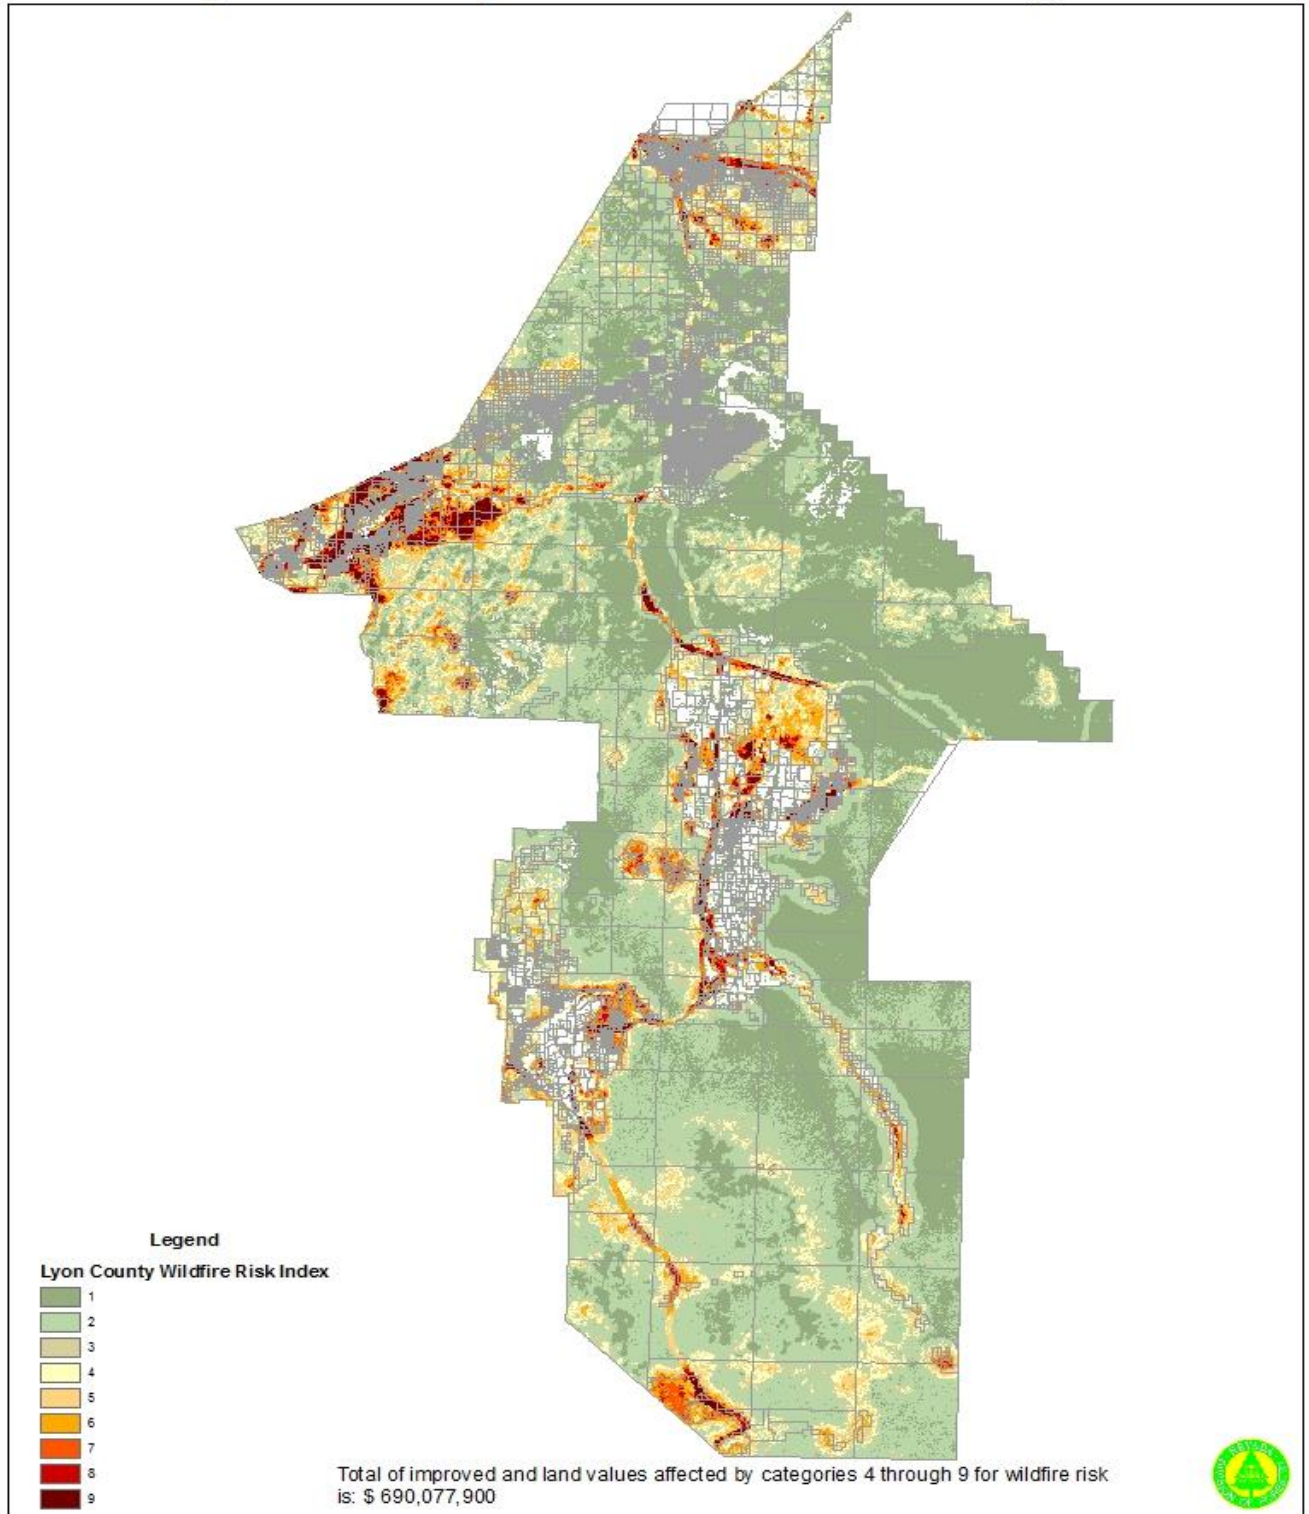 Legend
Lyon County Wildfire Risk Index
1
2
3
4
5
6
7
8
9
Total of improved and land values affected by categories 4 through 9 for wildfire risk
is: $ 690,077,900